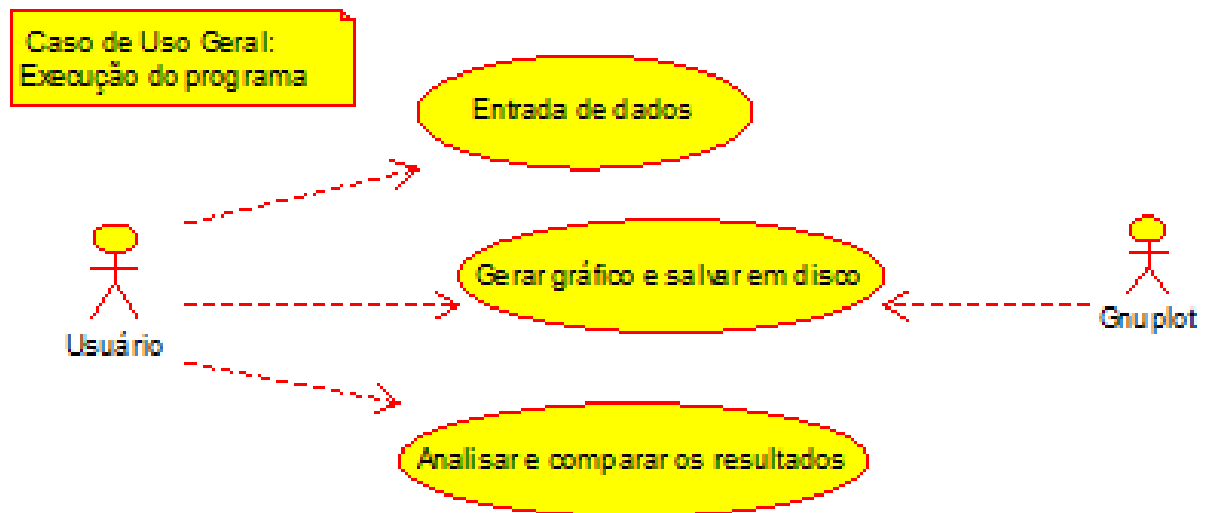 Caso de Uso Geral:
Execução do programa
Entrada de dados
Gerar gráfico e salvar em disco
Usuário
Gnuplot
Analisar e comparar os resultados